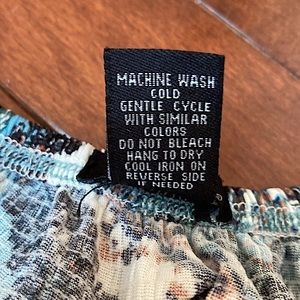 MACHINE WASH
COLD
GENTLE CYCLE
WITH SIMILAR
COLORS
DO NOT BLEACH
HANG TO DRY
COOL IRON ON
REVERSE SIDE
IF NEEDED